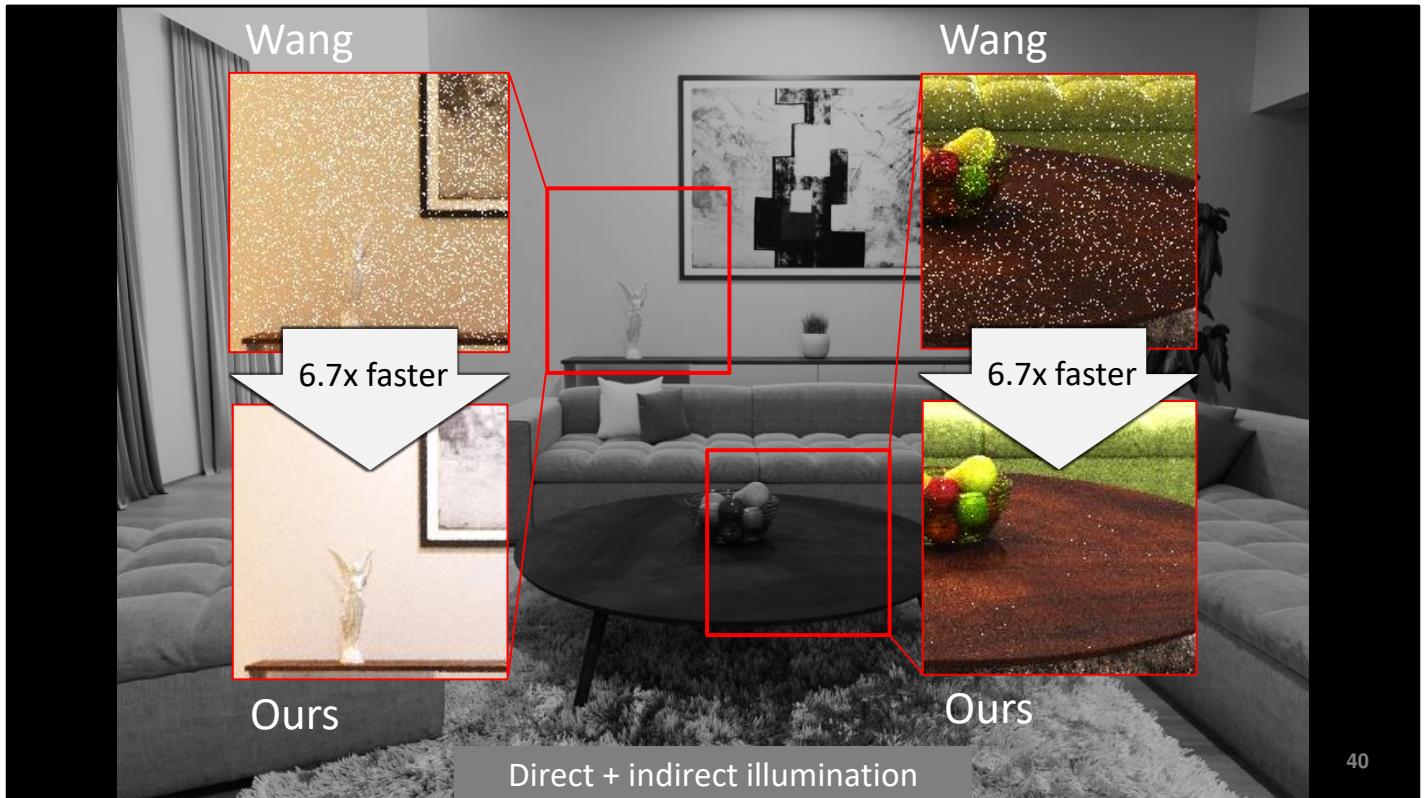 Wang
Wang
6.7x faster
6.7x faster
Ours
Ours
Direct + indirect illumination
40